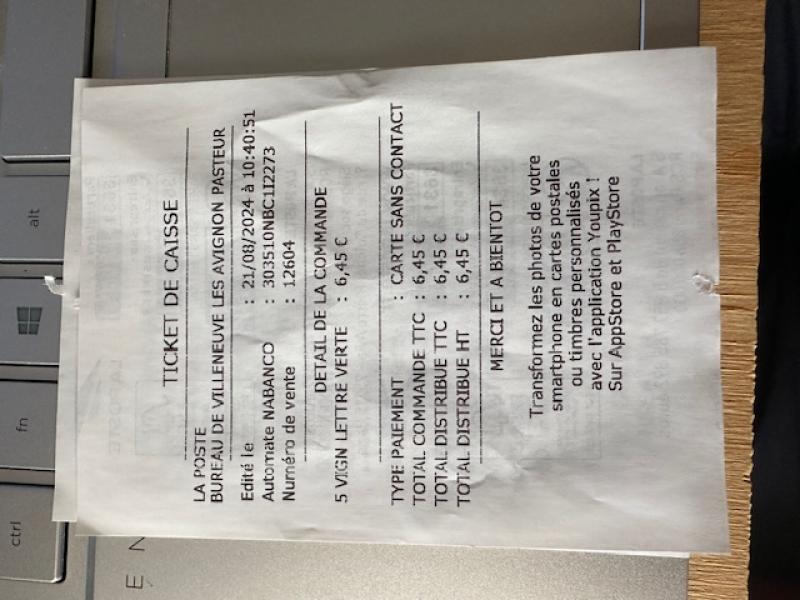 TICKET DE CAISSE
LA POSTE
BUREAU DE VILLENEUVE LES AVIGNON PASTEUR
Edité le : 21/08/2024 à 10:40:51
Automate NABANCO : 303510NBC1I2273
Numéro de vente : 12604
DETAIL DE LA COMMANDE
5 VIGN LETTRE VERTE : 6,45 €
TYPE PAIEMENT : CARTE SANS CONTACT
TOTAL COMMANDE TTC : 6,45 €
TOTAL DISTRIBUE TTC : 6,45 €
TOTAL DISTRIBUE HT : 6,45 €
MERCI ET A BIENTOT
Transformez les photos de votre
smartphone en cartes postales
ou timbres personnalisés
avec l'application Youpix !
Sur AppStore et PlayStore
ctrl
fn
alt